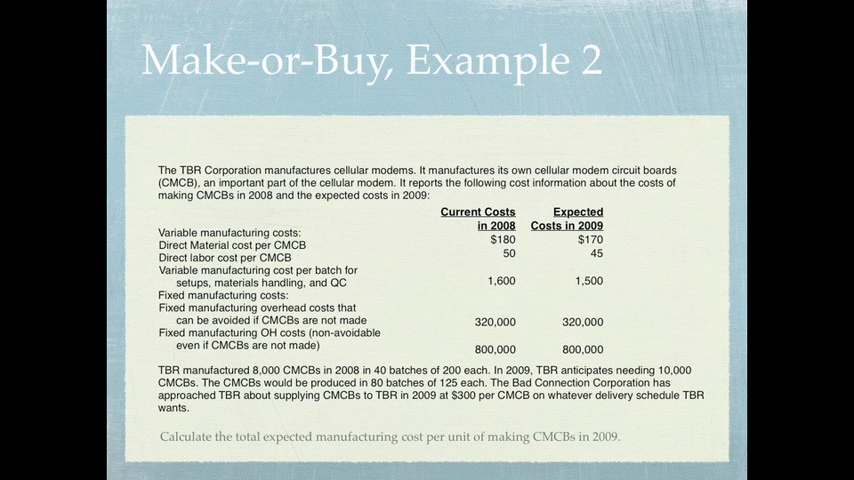 Make-or-Buy, Example 2
The TBR Corporation manufactures cellular modems. It manufactures its own cellular modem circuit boards
(CMCB), an important part of the cellular modem. It reports the following cost information about the costs of
making CMCBs in 2008 and the expected costs in 2009:
Current Costs Expected
in 2008 Costs in 2009
Variable manufacturing costs:
Direct Material cost per CMCB $180 $170
Direct labor cost per CMCB 50 45
Variable manufacturing cost per batch for
setups, materials handling, and QC 1,600 1,500
Fixed manufacturing costs:
Fixed manufacturing overhead costs that
can be avoided if CMCBs are not made 320,000 320,000
Fixed manufacturing OH costs (non-avoidable
even if CMCBs are not made) 800,000 800,000
TBR manufactured 8,000 CMCBs in 2008 in 40 batches of 200 each. In 2009, TBR anticipates needing 10,000
CMCBs. The CMCBs would be produced in 80 batches of 125 each. The Bad Connection Corporation has
approached TBR about supplying CMCBs to TBR in 2009 at $300 per CMCB on whatever delivery schedule TBR
wants.
Calculate the total expected manufacturing cost per unit of making CMCBs in 2009.